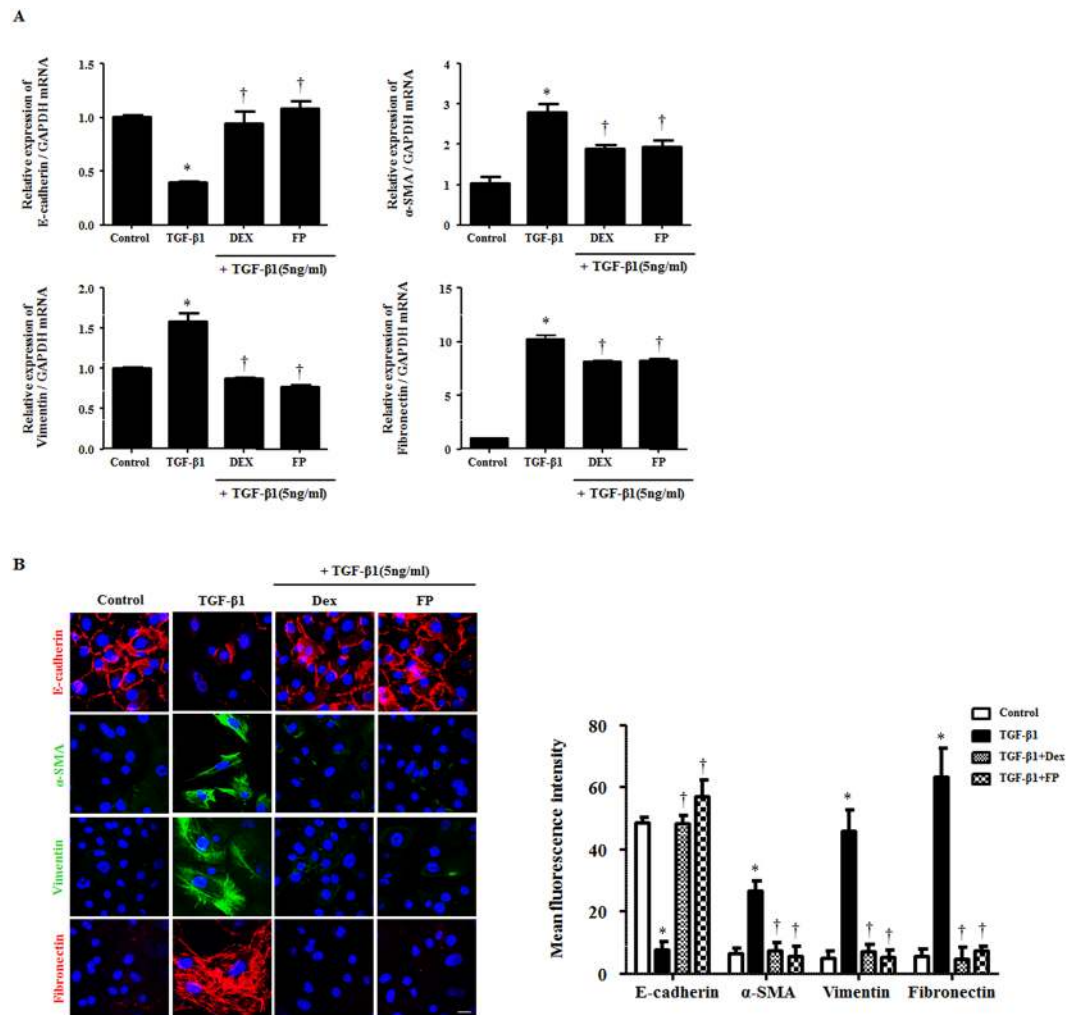 A
Relative expression of
E-cadherin / GAPDH mRNA
1.5
1.0
0.5
0.0
*
†
†
Control
TGF-β1
DEX
FP
+ TGF-β1(5ng/ml)
Relative expression of
α-SMA / GAPDH mRNA
4
3
2
1
0
*
†
†
Control
TGF-β1
DEX
FP
+ TGF-β1(5ng/ml)
Relative expression of
Vimentin / GAPDH mRNA
2.0
1.5
1.0
0.5
0.0
*
†
†
Control
TGF-β1
DEX
FP
+ TGF-β1(5ng/ml)
Relative expression of
Fibronectin / GAPDH mRNA
15
10
5
0
*
†
†
Control
TGF-β1
DEX
FP
+ TGF-β1(5ng/ml)
B
+ TGF-β1(5ng/ml)
Control TGF-β1 Dex FP
E-cadherin
α-SMA
Vimentin
Fibronectin
Mean fluorescence intensity
80
60
40
20
0
* † †
* † †
* † †
* † †
E-cadherin α-SMA Vimentin Fibronectin
Control
TGF-β1
TGF-β1+Dex
TGF-β1+FP